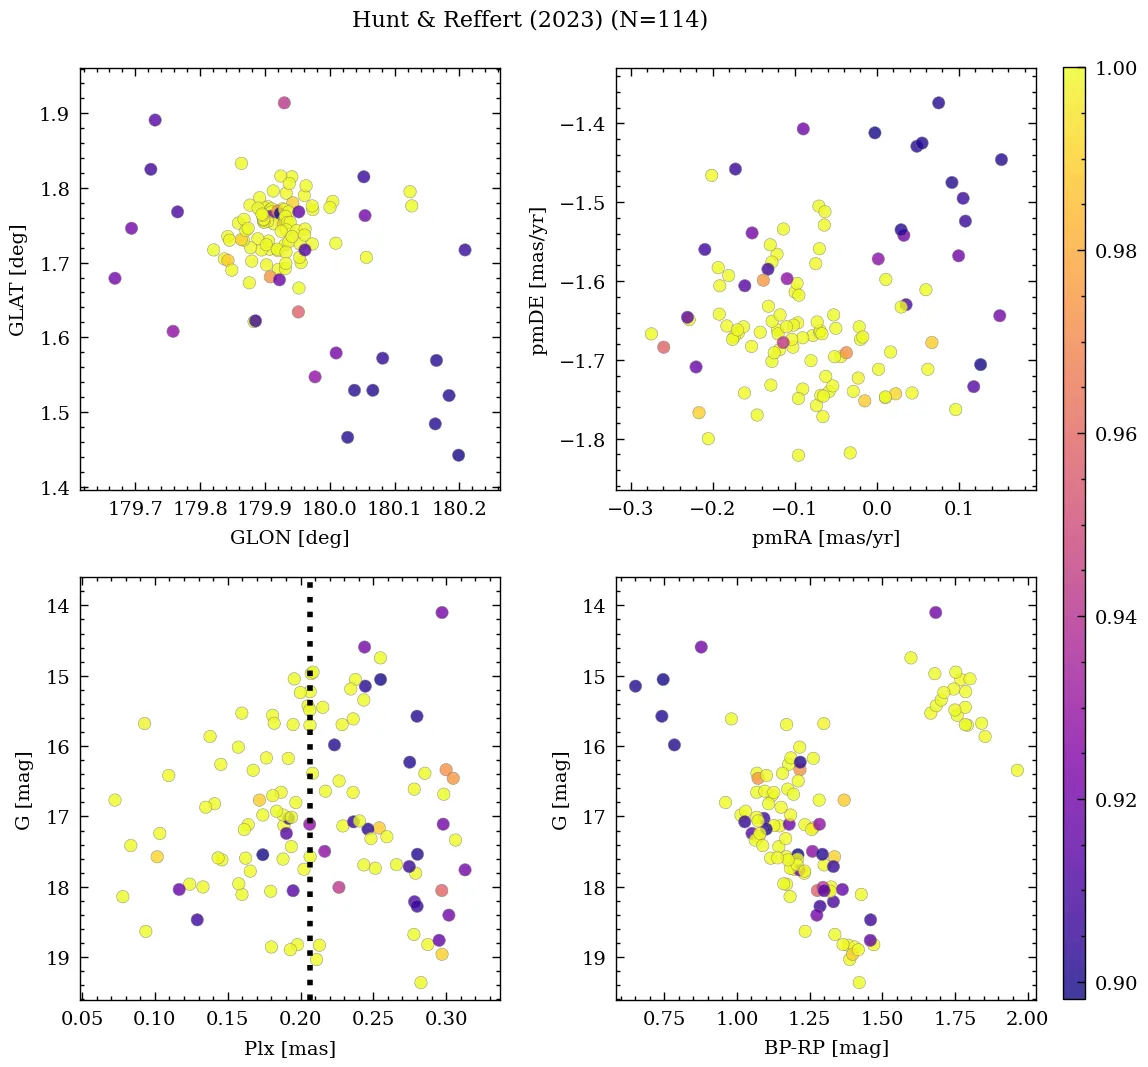 Hunt & Reffert (2023) (N=114)
1.9
1.8
1.7
1.6
1.5
1.4
GLAT [deg]
179.7 179.8 179.9 180.0 180.1 180.2
GLON [deg]
−1.4
−1.5
−1.6
−1.7
−1.8
pmDE [mas/yr]
−0.3 −0.2 −0.1 0.0 0.1
pmRA [mas/yr]
14
15
16
17
18
19
G [mag]
0.05 0.10 0.15 0.20 0.25 0.30
Plx [mas]
14
15
16
17
18
19
G [mag]
0.75 1.00 1.25 1.50 1.75 2.00
BP-RP [mag]
1.00
0.98
0.96
0.94
0.92
0.90